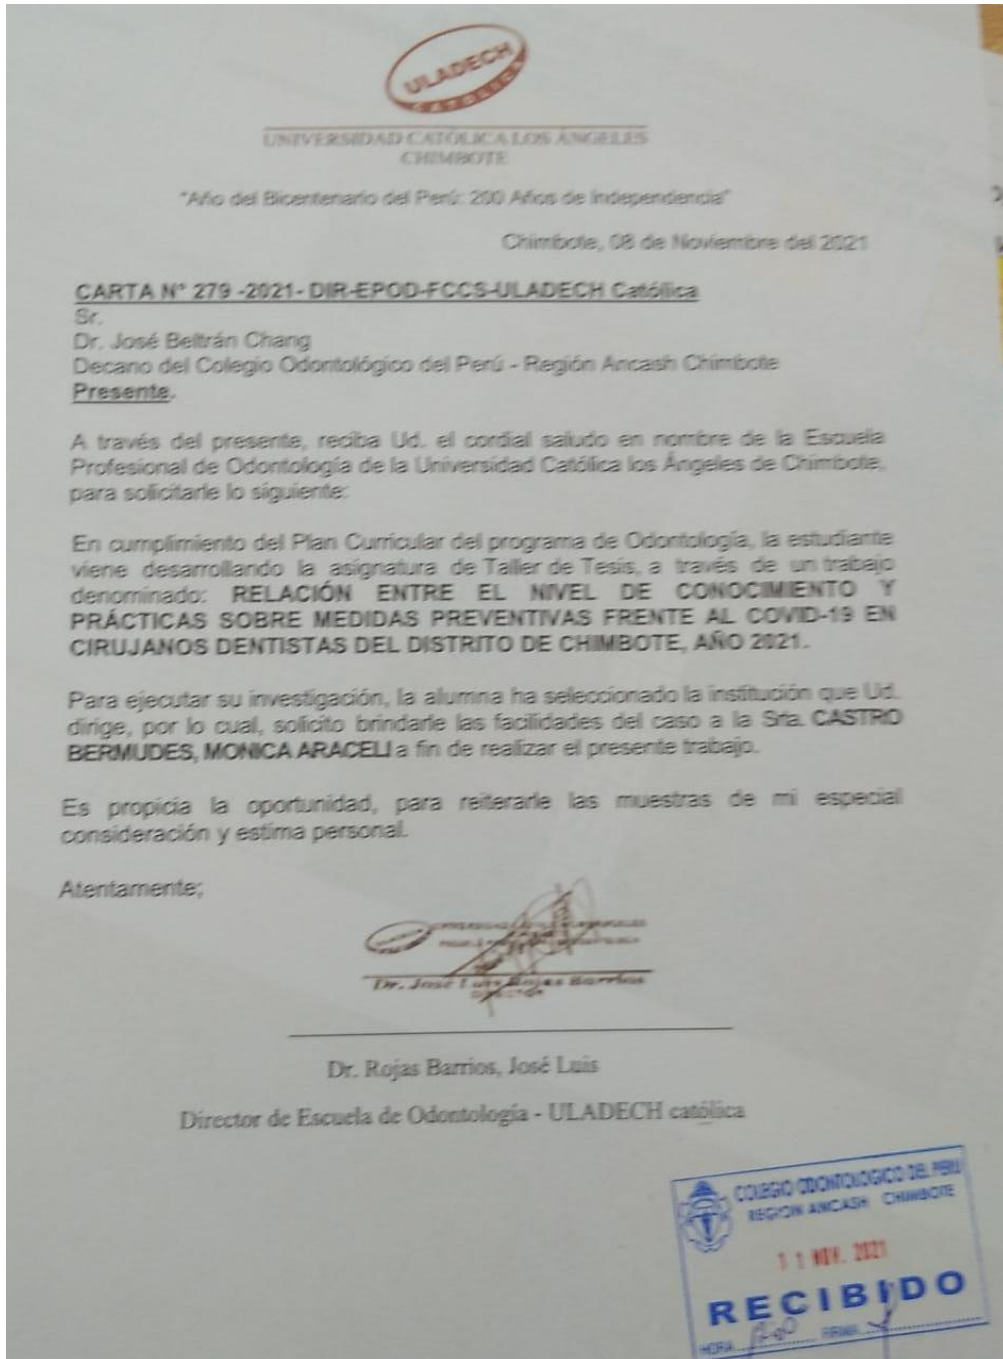 ULADECH
CATÓLICA
UNIVERSIDAD CATÓLICA LOS ÁNGELES
CHIMBOTE
"Año del Bicentenario del Perú: 200 Años de Independencia"
Chimbote, 08 de Noviembre del 2021
CARTA N° 279 -2021- DIR-EPOD-FCCS-ULADECH Católica
Sr.
Dr. José Beltrán Chang
Decano del Colegio Odontológico del Perú - Región Ancash Chimbote
Presente.
A través del presente, reciba Ud. el cordial saludo en nombre de la Escuela
Profesional de Odontología de la Universidad Católica los Ángeles de Chimbote,
para solicitarle lo siguiente:
En cumplimiento del Plan Curricular del programa de Odontología, la estudiante
viene desarrollando la asignatura de Taller de Tesis, a través de un trabajo
denominado: RELACIÓN ENTRE EL NIVEL DE CONOCIMIENTO Y
PRÁCTICAS SOBRE MEDIDAS PREVENTIVAS FRENTE AL COVID-19 EN
CIRUJANOS DENTISTAS DEL DISTRITO DE CHIMBOTE, AÑO 2021.
Para ejecutar su investigación, la alumna ha seleccionado la institución que Ud.
dirige, por lo cual, solicito brindarle las facilidades del caso a la Srta. CASTRO
BERMUDES, MONICA ARACELI a fin de realizar el presente trabajo.
Es propicia la oportunidad, para reiterarle las muestras de mi especial
consideración y estima personal.
Atentamente;
Dr. José Luis Rojas Barrios
DIRECTOR
Dr. Rojas Barrios, José Luis
Director de Escuela de Odontología - ULADECH católica
COLEGIO ODONTOLOGICO DEL PERU
REGION ANCASH CHIMBOTE
11 NOV. 2021
RECIBIDO
HORA FIRMA